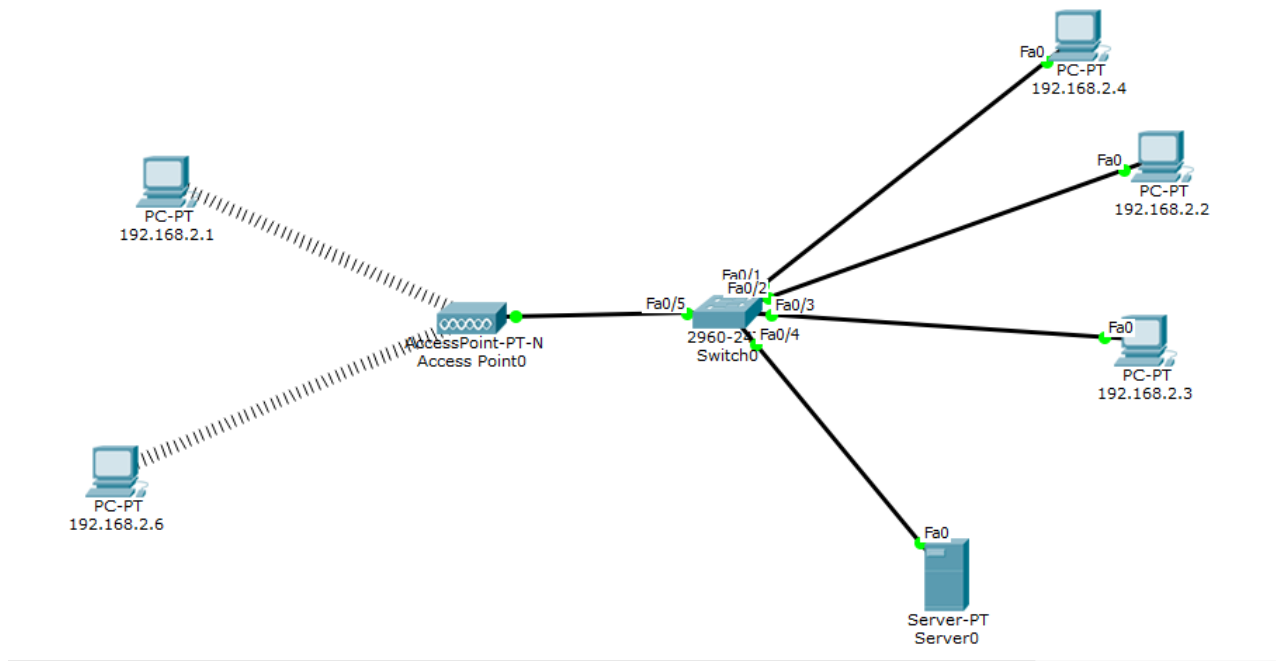 Fa0
PC-PT
192.168.2.4
Fa0
PC-PT
192.168.2.2
PC-PT
192.168.2.1
Fa0/1
Fa0/2
Fa0/5
Fa0/3
Fa0/4
2960-24
Switch0
AccessPoint-PT-N
Access Point0
Fa0
PC-PT
192.168.2.3
PC-PT
192.168.2.6
Fa0
Server-PT
Server0